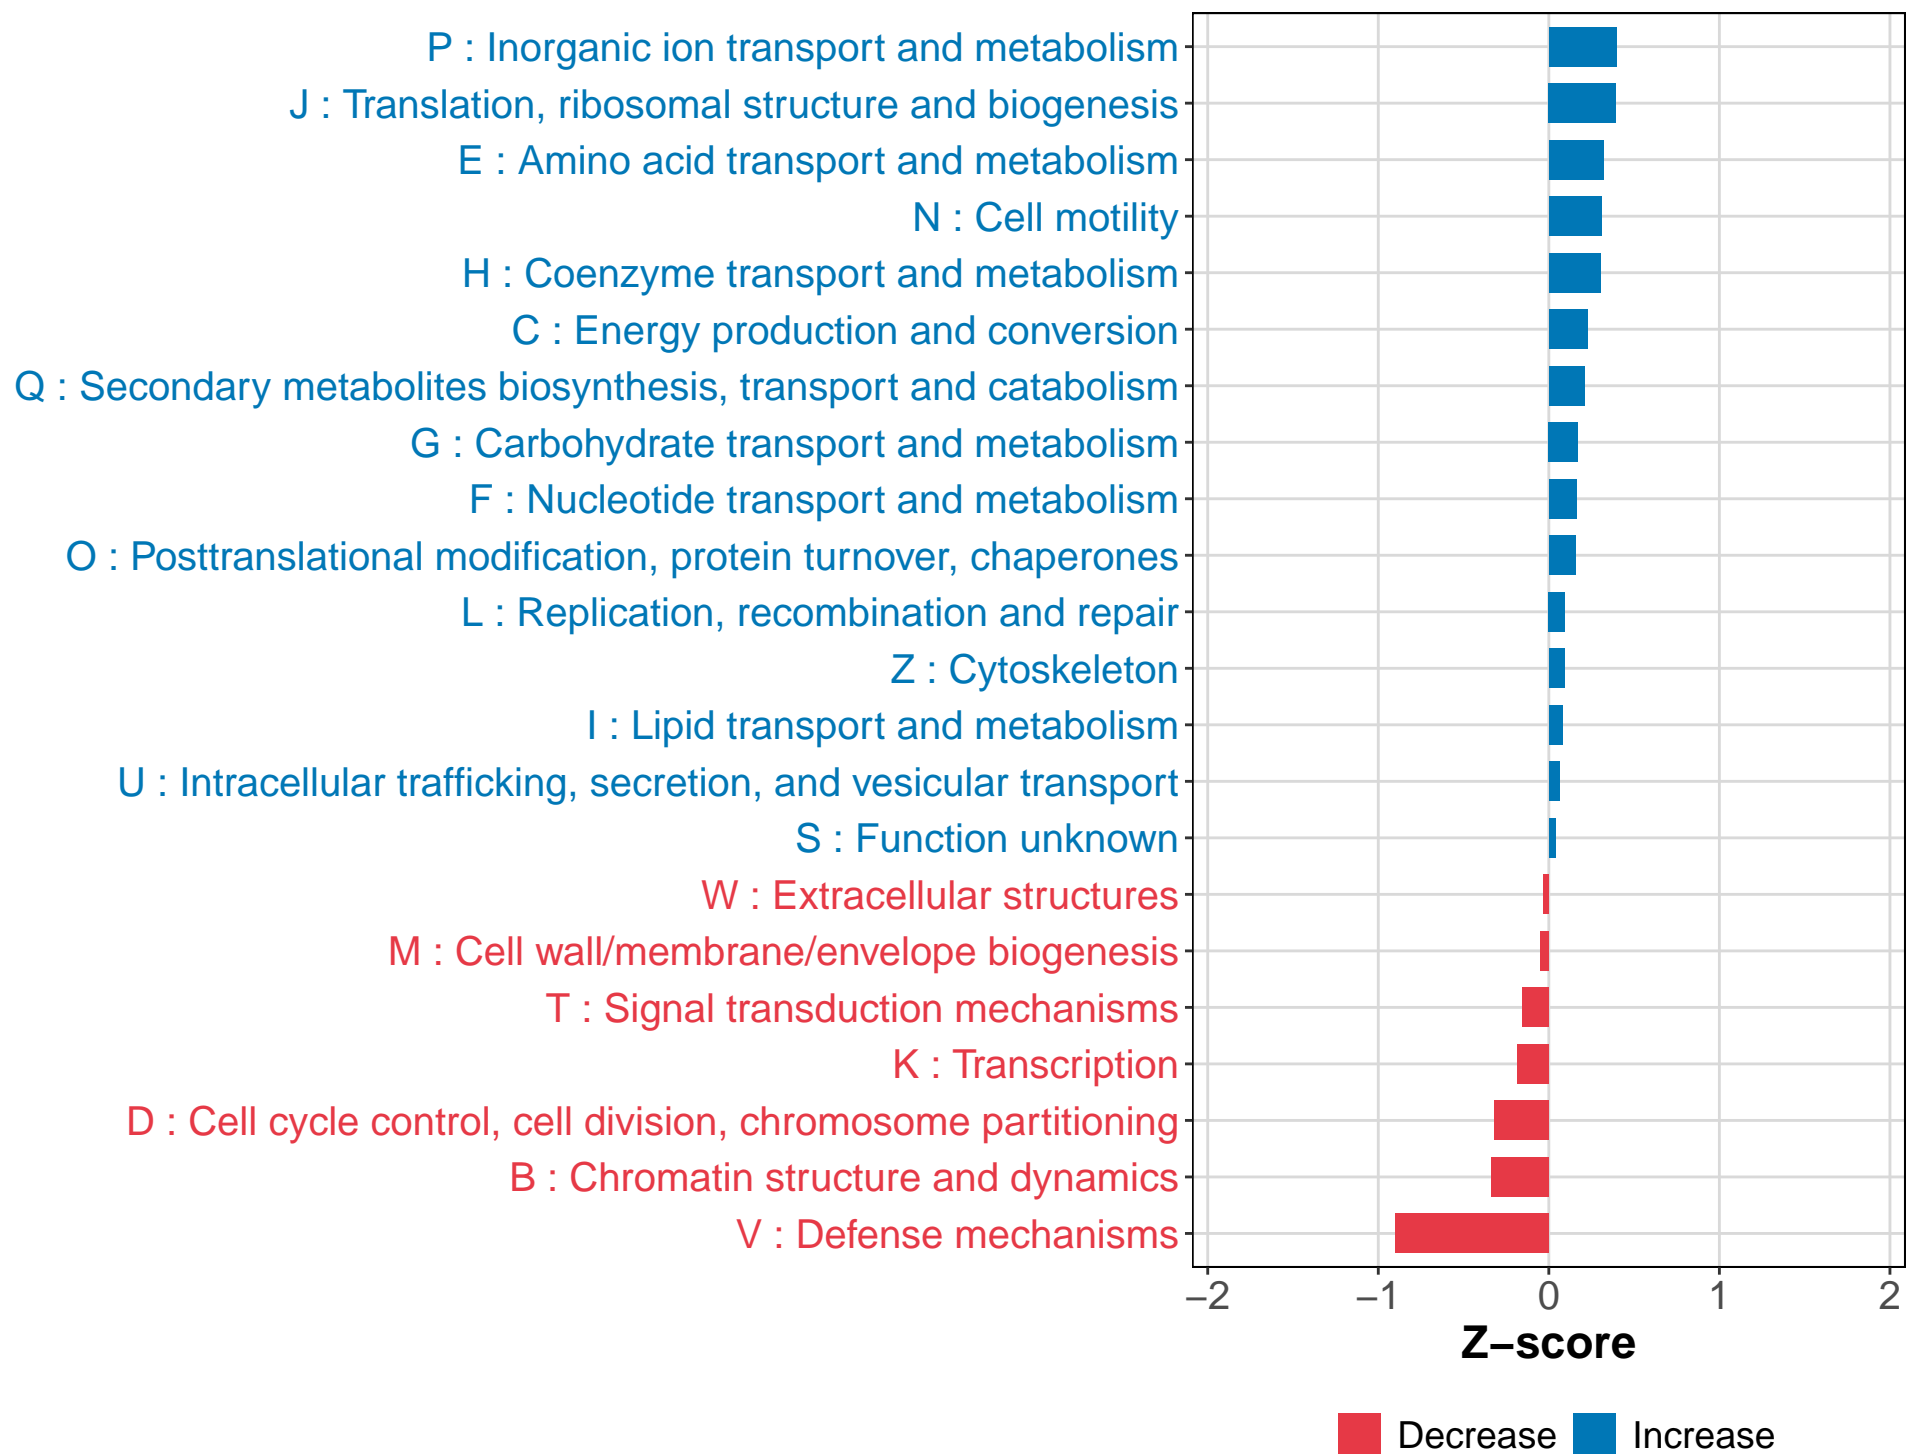 P : Inorganic ion transport and metabolism
J : Translation, ribosomal structure and biogenesis
E : Amino acid transport and metabolism
N : Cell motility
H : Coenzyme transport and metabolism
C : Energy production and conversion
Q : Secondary metabolites biosynthesis, transport and catabolism
G : Carbohydrate transport and metabolism
F : Nucleotide transport and metabolism
O : Posttranslational modification, protein turnover, chaperones
L : Replication, recombination and repair
Z : Cytoskeleton
I : Lipid transport and metabolism
U : Intracellular trafficking, secretion, and vesicular transport
S : Function unknown
W : Extracellular structures
M : Cell wall/membrane/envelope biogenesis
T : Signal transduction mechanisms
K : Transcription
D : Cell cycle control, cell division, chromosome partitioning
B : Chromatin structure and dynamics
V : Defense mechanisms
−2 −1 0 1 2
Z−score
Decrease Increase